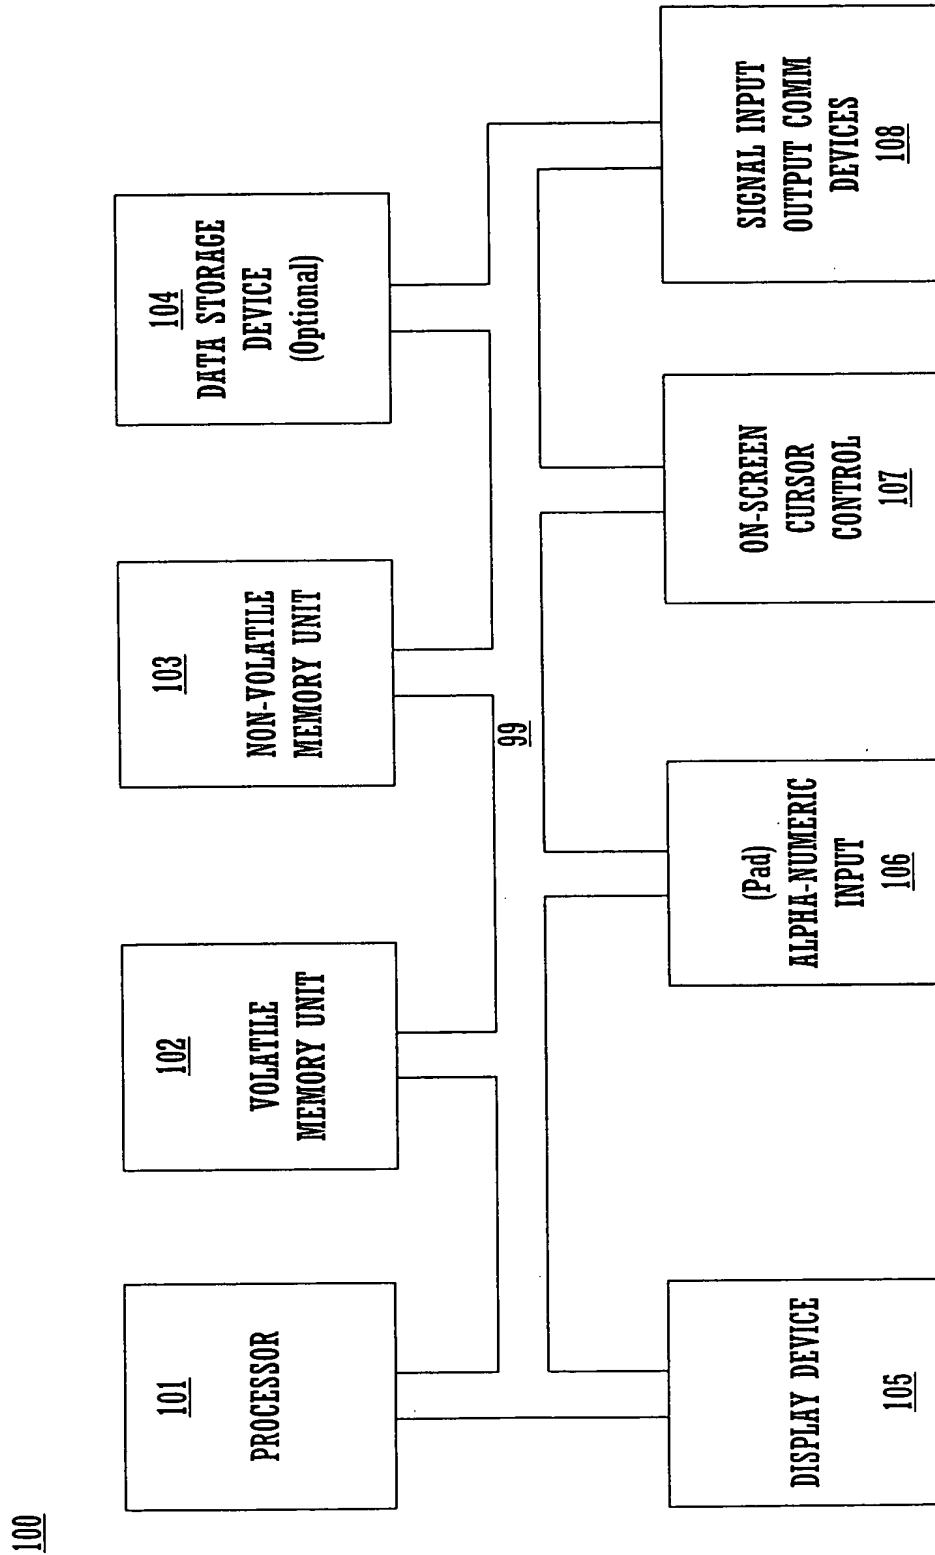 100
101
PROCESSOR
102
VOLATILE
MEMORY UNIT
103
NON-VOLATILE
MEMORY UNIT
104
DATA STORAGE
DEVICE
(Optional)
99
DISPLAY DEVICE
105
(Pad)
ALPHA-NUMERIC
INPUT
106
ON-SCREEN
CURSOR
CONTROL
107
SIGNAL INPUT
OUTPUT COMM
DEVICES
108